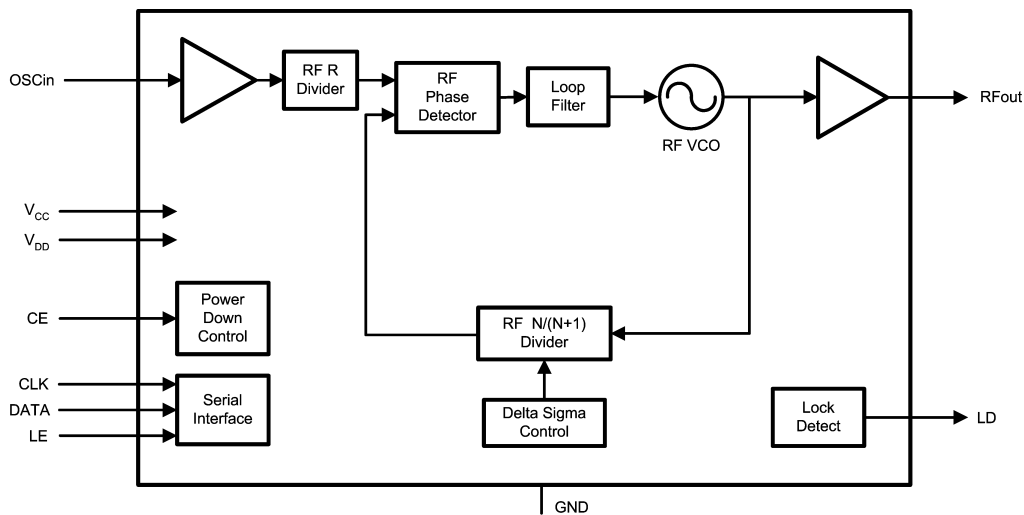 OSCin
RF R
Divider
RF
Phase
Detector
Loop
Filter
RF VCO
RFout
VCC
VDD
CE
Power
Down
Control
RF N/(N+1)
Divider
CLK
DATA
LE
Serial
Interface
Delta Sigma
Control
Lock
Detect
LD
GND